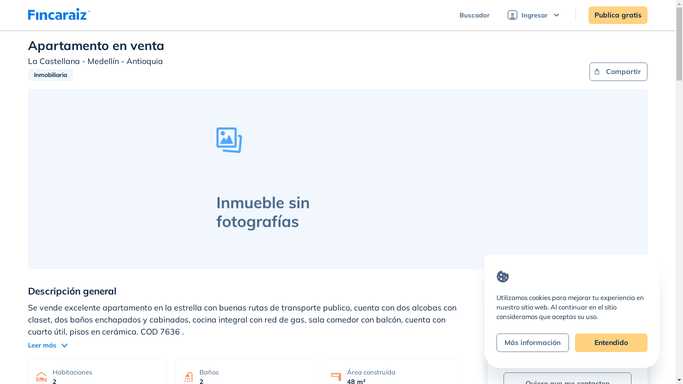 Fincaraiz
Buscador
Ingresar
Publica gratis
Apartamento en venta
La Castellana - Medellín - Antioquia
Inmobiliaria
Compartir
Inmueble sin
fotografías
Descripción general
Se vende excelente apartamento en la estrella con buenas rutas de transporte publico, cuenta con dos alcobas con
closet, dos baños enchapados y cabinados, cocina integral con red de gas, sala comedor con balcón, cuenta con
cuarto útil, pisos en cerámica. COD 7636 .
Leer más
Habitaciones
2
Baños
2
Área construida
48 m²
Utilizamos cookies para mejorar tu experiencia en
nuestro sitio web. Al continuar en el sitio
consideramos que aceptas su uso.
Más información
Entendido
Quiero que me contacten